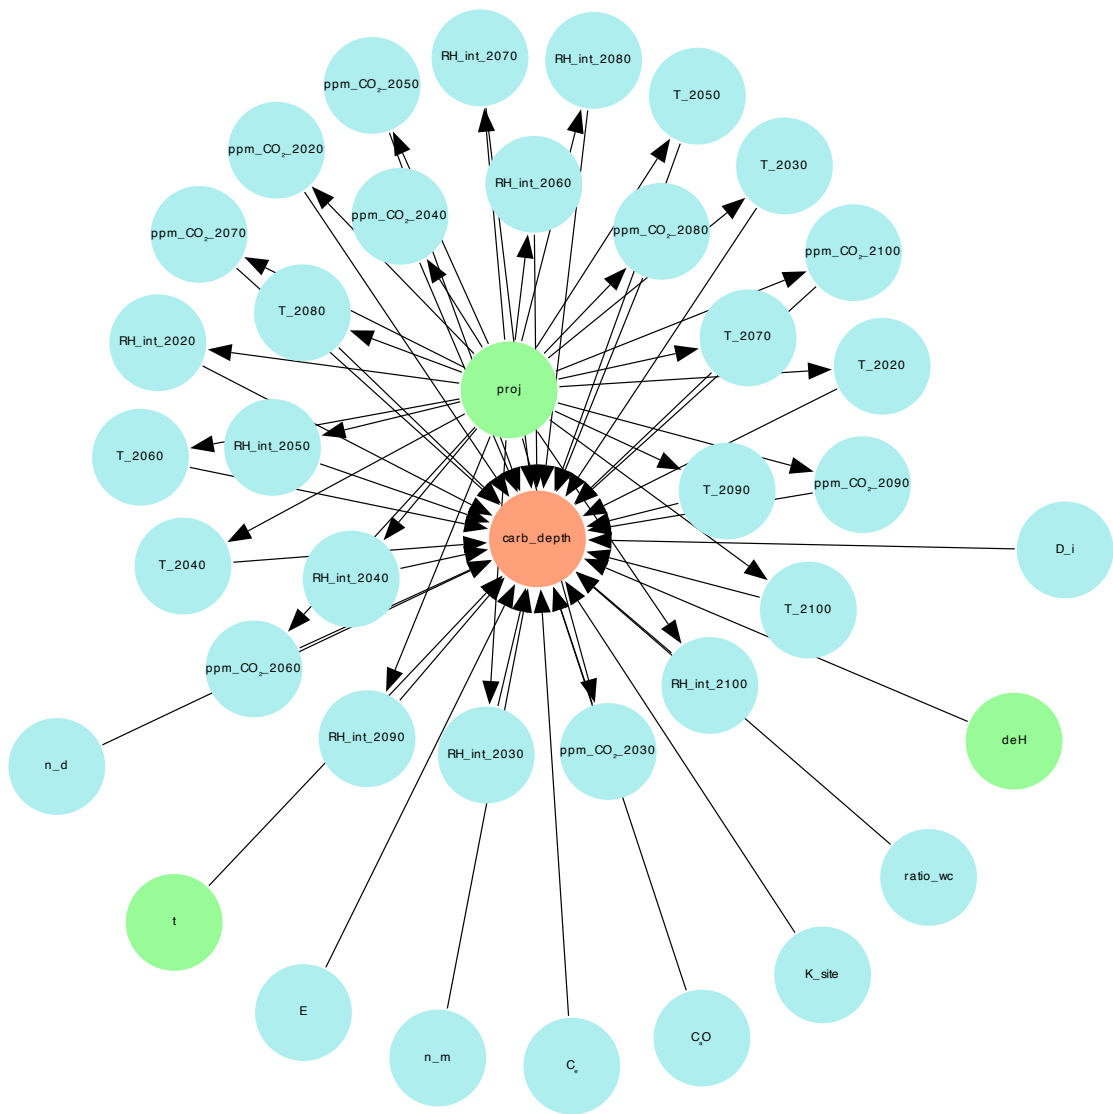 RH_int_2070
RH_int_2080
ppm_CO₂_2050
T_2050
ppm_CO₂_2020
T_2030
RH_int_2060
ppm_CO₂_2040
ppm_CO₂_2080
ppm_CO₂_2070
ppm_CO₂_2100
T_2080
T_2070
RH_int_2020
T_2020
proj
RH_int_2050
T_2060
ppm_CO₂_2090
T_2090
carb_depth
D_i
T_2040
RH_int_2040
T_2100
ppm_CO₂_2060
RH_int_2100
RH_int_2090
deH
RH_int_2030
ppm_CO₂_2030
n_d
ratio_wc
t
K_site
E
CₐO
n_m
Cₑ